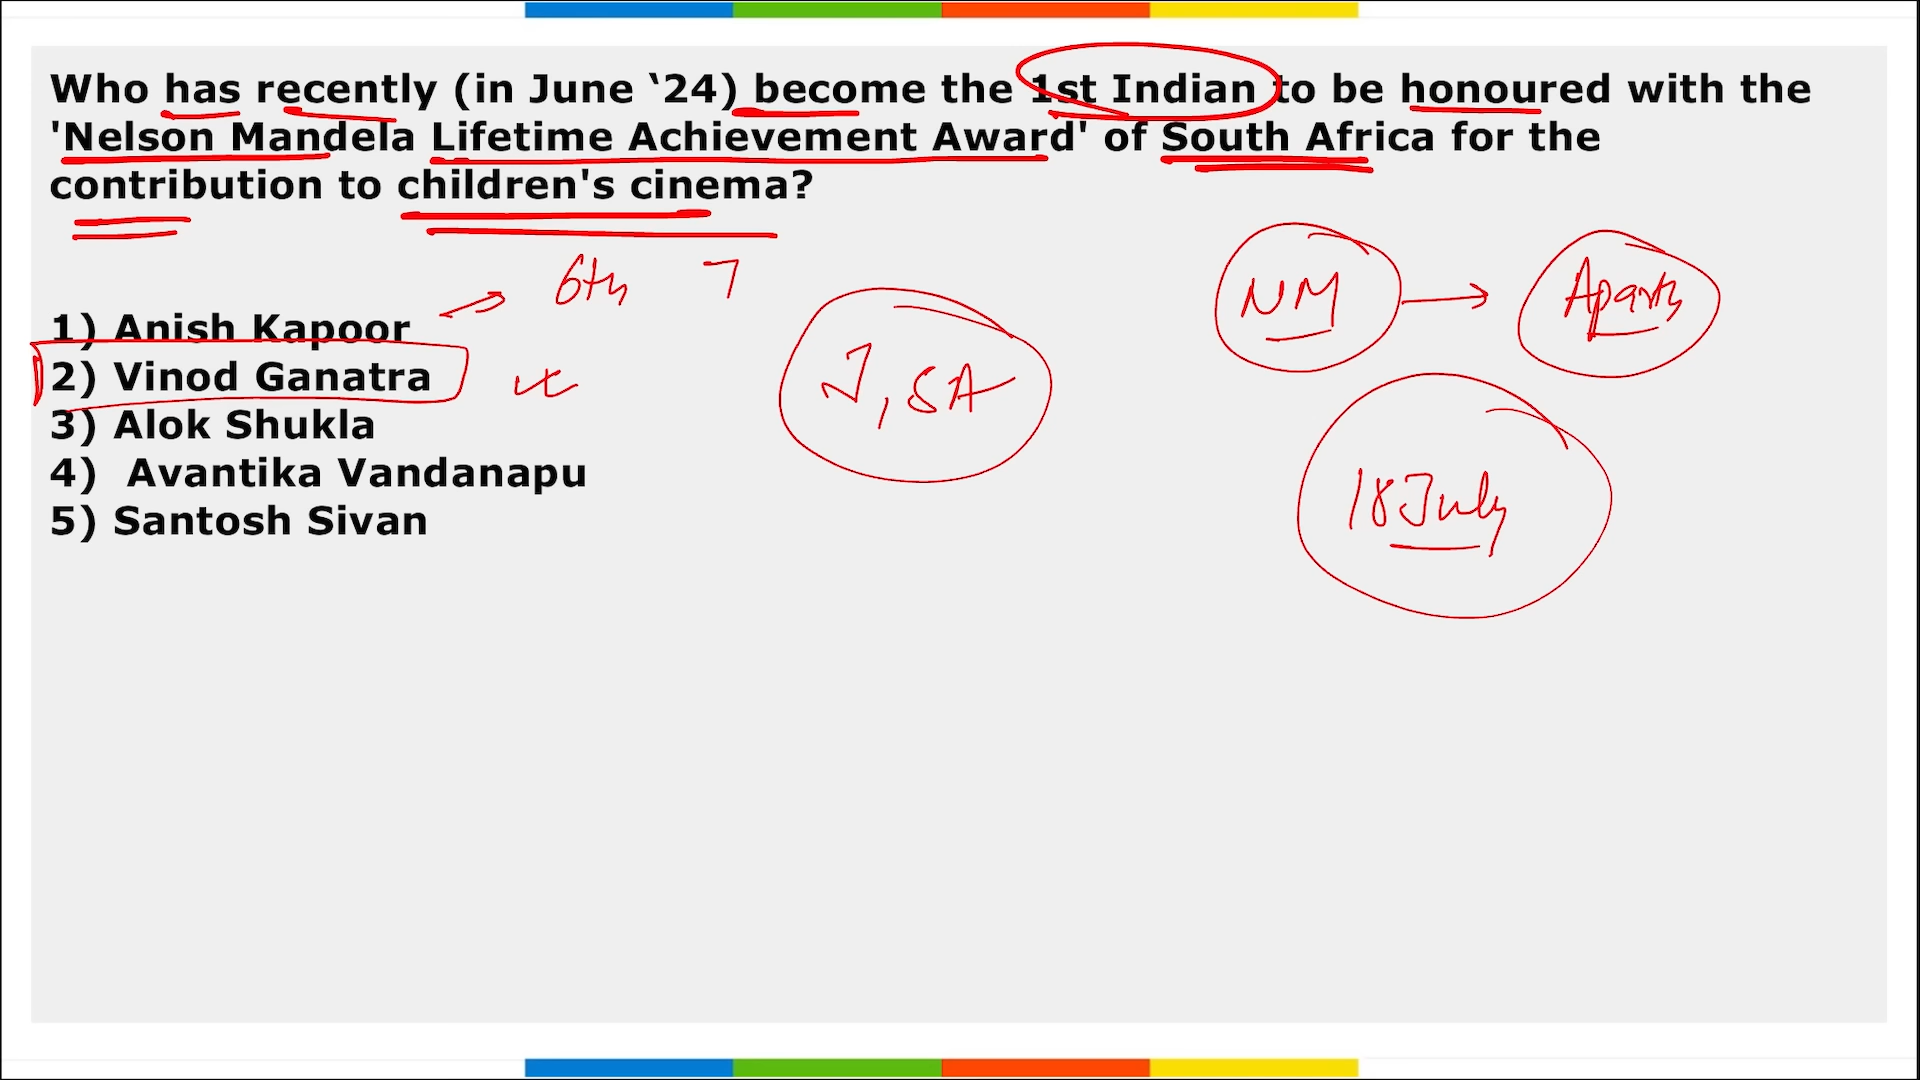 Who has recently (in June ‘24) become the 1st Indian to be honoured with the
'Nelson Mandela Lifetime Achievement Award' of South Africa for the
contribution to children's cinema?
6th 7
1) Anish Kapoor
2) Vinod Ganatra
3) Alok Shukla
4) Avantika Vandanapu
5) Santosh Sivan
J, SA
NM
18 July